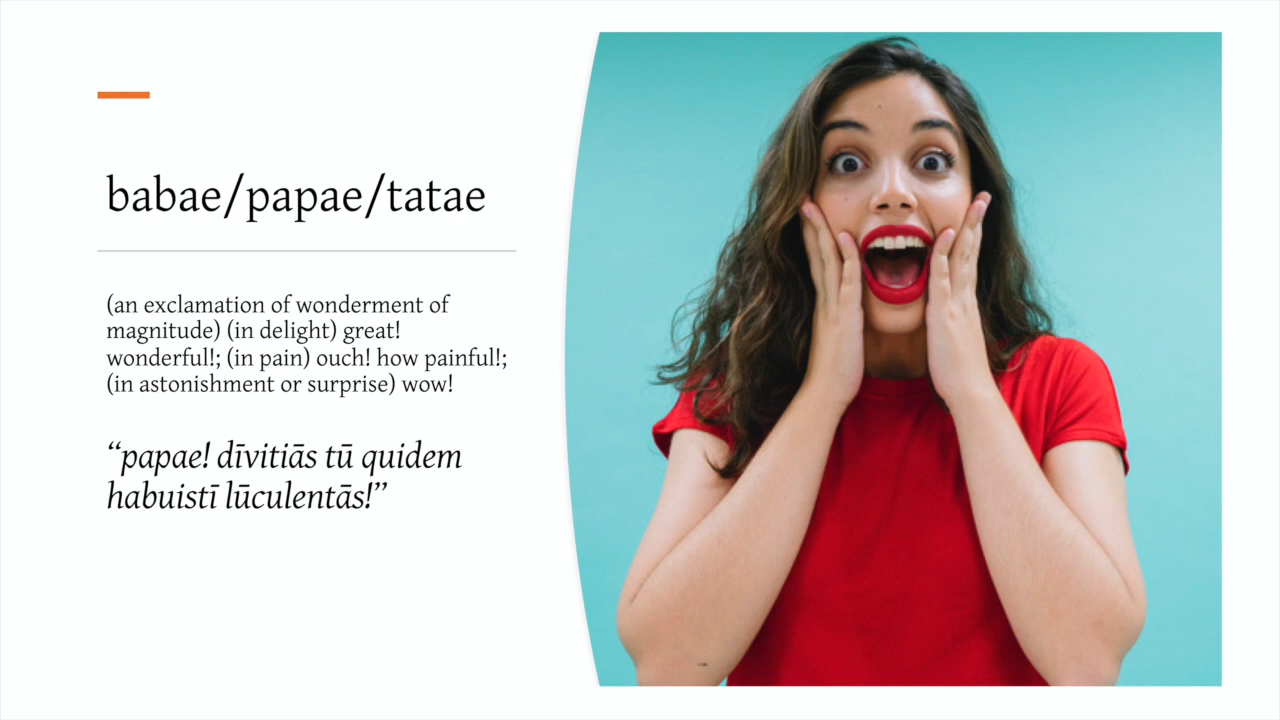 babae/papae/tatae
(an exclamation of wonderment of
magnitude) (in delight) great!
wonderful!; (in pain) ouch! how painful!;
(in astonishment or surprise) wow!
“papae! dīvitiās tū quidem
habuistī lūculentās!”